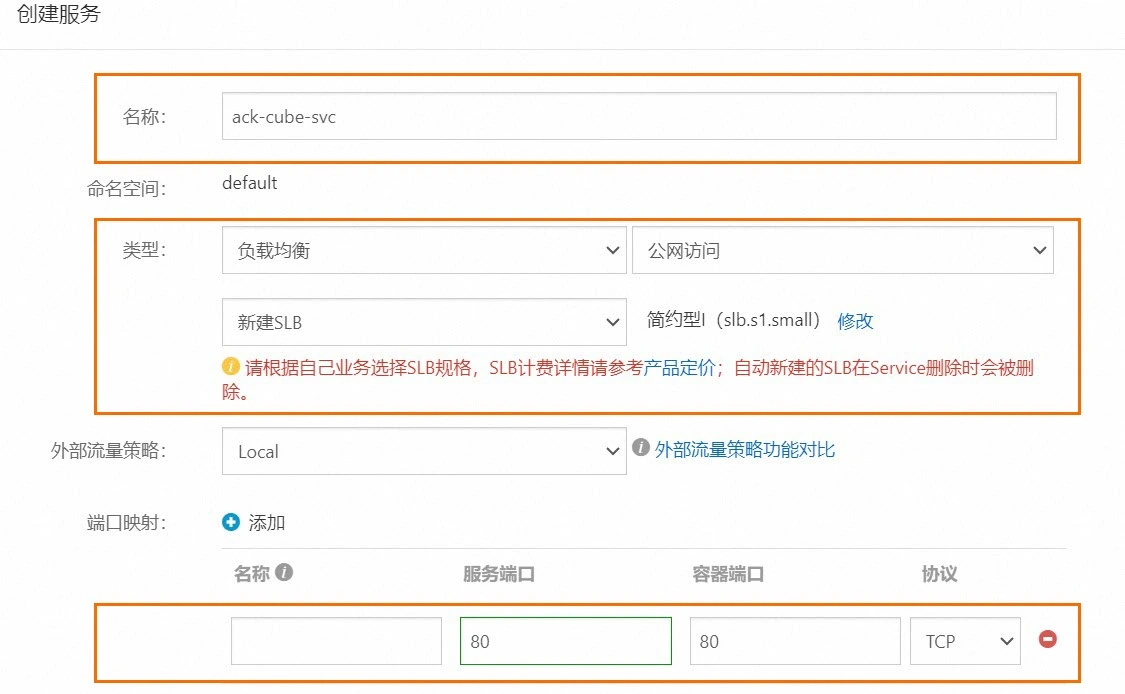 创建服务
名称： ack-cube-svc
命名空间： default
类型： 负载均衡 公网访问
新建SLB 简约型I（slb.s1.small） 修改
请根据自己业务选择SLB规格，SLB计费详情请参考产品定价；自动新建的SLB在Service删除时会被删
除。
外部流量策略： Local 外部流量策略功能对比
端口映射： 添加
名称 服务端口 容器端口 协议
80 80 TCP